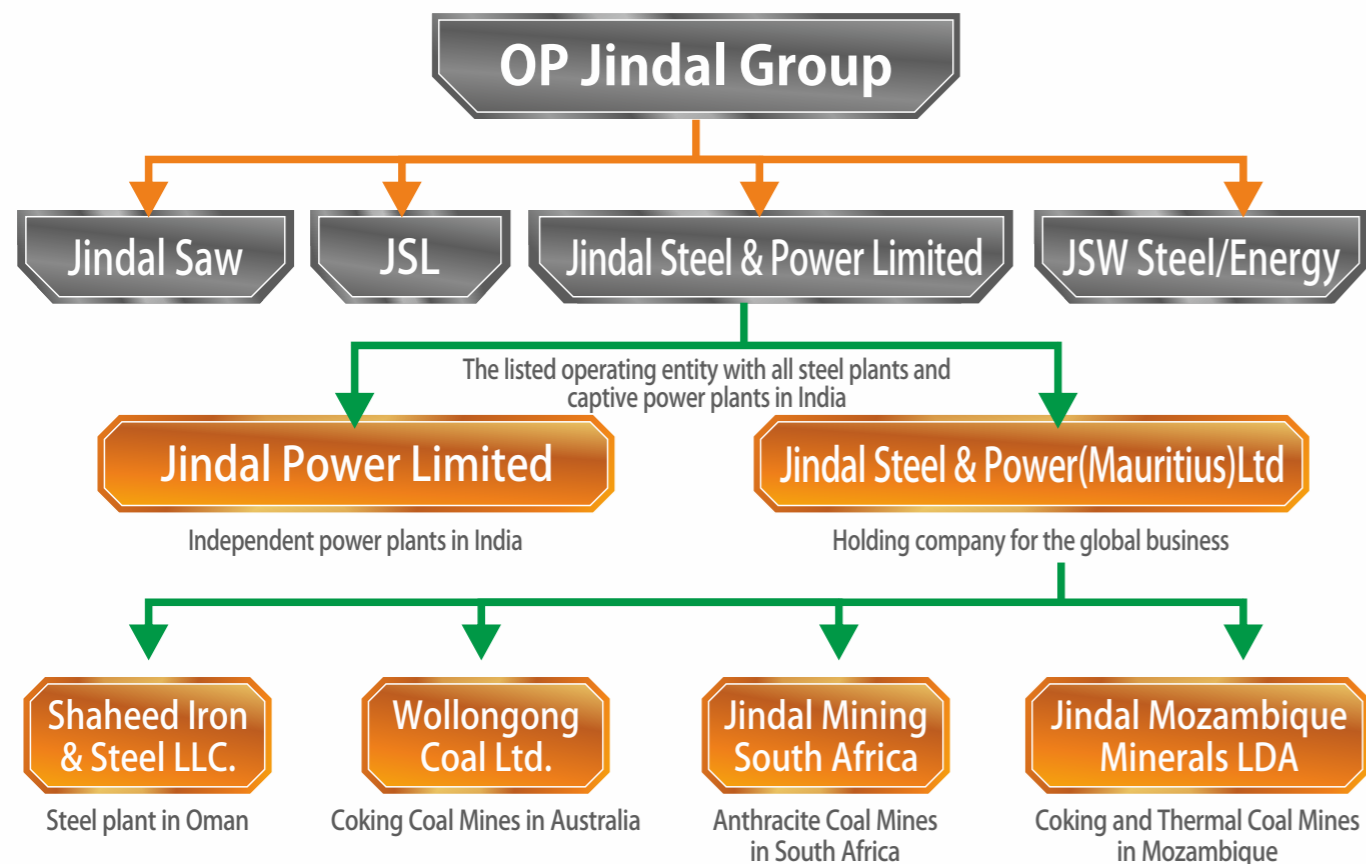 OP Jindal Group
Jindal Saw
JSL
Jindal Steel & Power Limited
JSW Steel/Energy
The listed operating entity with all steel plants and
captive power plants in India
Jindal Power Limited
Jindal Steel & Power(Mauritius)Ltd
Independent power plants in India
Holding company for the global business
Shaheed Iron
& Steel LLC.
Wollongong
Coal Ltd.
Jindal Mining
South Africa
Jindal Mozambique
Minerals LDA
Steel plant in Oman
Coking Coal Mines in Australia
Anthracite Coal Mines
in South Africa
Coking and Thermal Coal Mines
in Mozambique